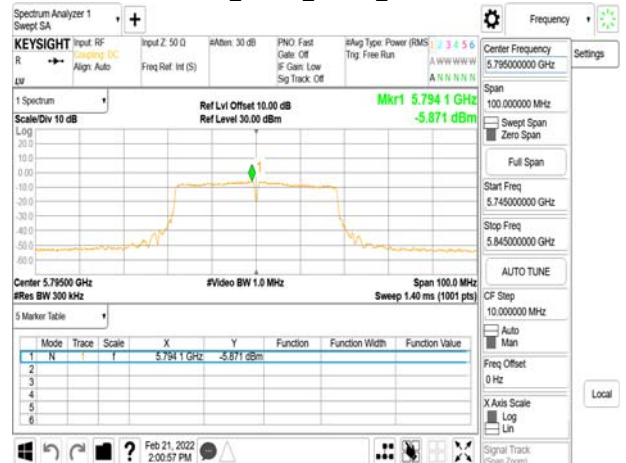 Spectrum Analyzer 1
Swept SA
+
Frequency
KEYSIGHT
Input: RF
Coupling: DC
Align: Auto
Input Z: 50 Ω
Freq Ref: Int (S)
#Atten: 30 dB
PNO: Fast
Gate: Off
IF Gain: Low
Sig Track: Off
#Avg Type: Power (RMS
Trig: Free Run
1 2 3 4 5 6
A W W W W W
A N N N N N
R
LW
Center Frequency
5.795000000 GHz
Settings
1 Spectrum
Scale/Div 10 dB
Ref Lvl Offset 10.00 dB
Ref Level 30.00 dBm
Mkr1 5.794 1 GHz
-5.871 dBm
Span
100.000000 MHz
Swept Span
Zero Span
Full Span
Start Freq
5.745000000 GHz
Stop Freq
5.845000000 GHz
AUTO TUNE
CF Step
10.000000 MHz
Auto
Man
Freq Offset
0 Hz
X Axis Scale
Log
Lin
Local
Signal Track
(Span Zoom)
Log
20.0
10.0
0.00
-10.0
-20.0
-30.0
-40.0
-50.0
-60.0
1
Center 5.79500 GHz
#Res BW 300 kHz
#Video BW 1.0 MHz
Span 100.0 MHz
Sweep 1.40 ms (1001 pts)
5 Marker Table
Mode Trace Scale X Y Function Function Width Function Value
1 N 1 f 5.794 1 GHz -5.871 dBm
2
3
4
5
6
?
Feb 21, 2022
2:00:57 PM